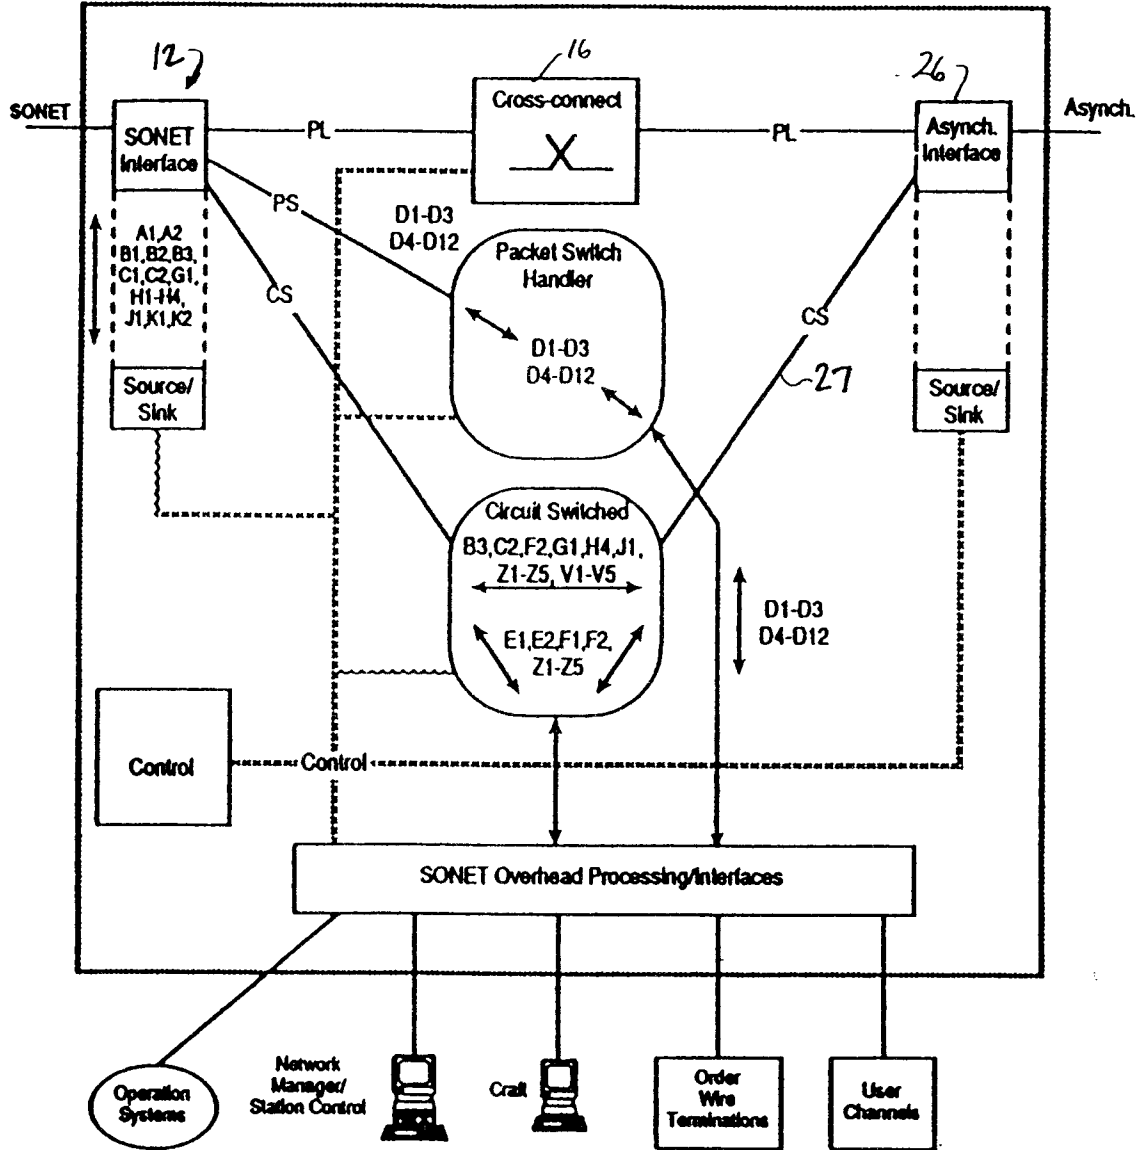 12
16
26
SONET
SONET
Interface
PL
Cross-connect
PL
Asynch.
Interface
Asynch.
PS
D1-D3
D4-D12
A1,A2
B1,B2,B3,
C1,C2,G1,
H1-H4,
J1,K1,K2
CS
Packet Switch
Handler
D1-D3
D4-D12
CS
27
Source/
Sink
Source/
Sink
Circuit Switched
B3,C2,F2,G1,H4,J1,
Z1-Z5, V1-V5
E1,E2,F1,F2,
Z1-Z5
D1-D3
D4-D12
Control
Control
SONET Overhead Processing/Interfaces
Operation
Systems
Network
Manager/
Station Control
Craft
Order
Wire
Terminations
User
Channels